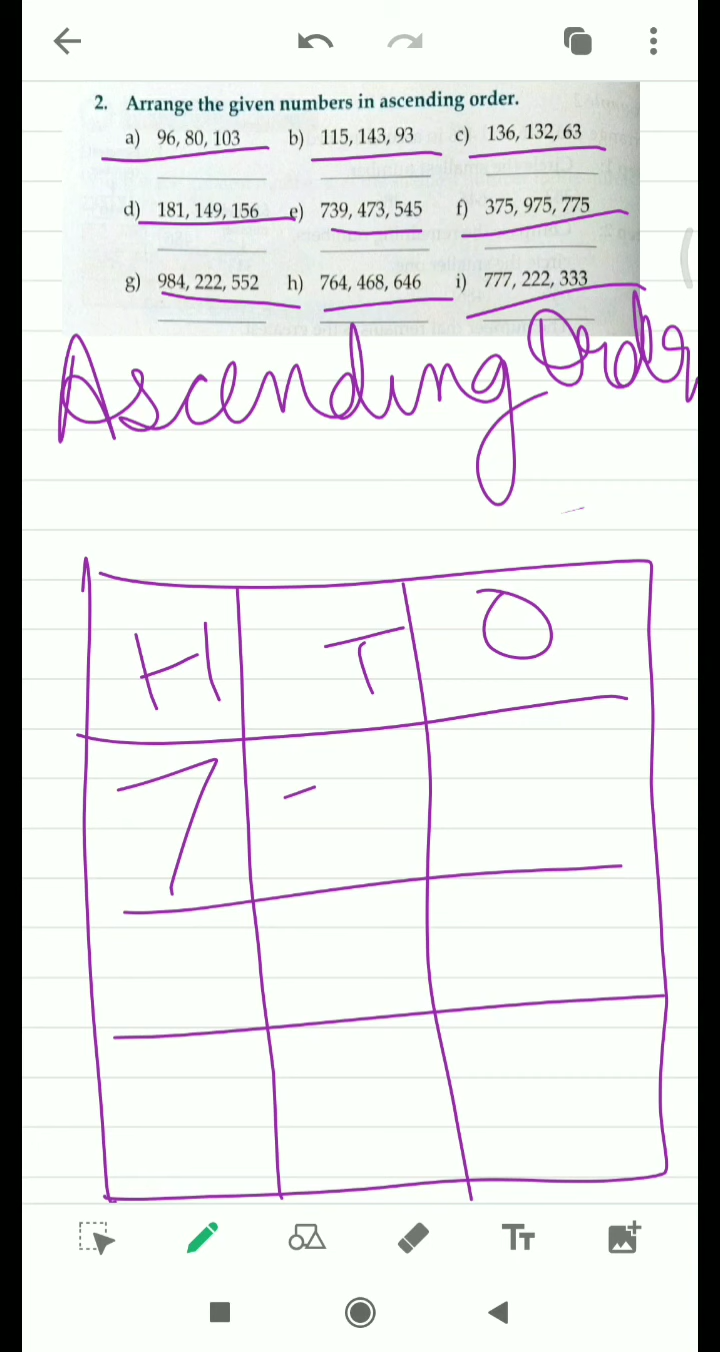 2. Arrange the given numbers in ascending order.
a) 96, 80, 103 b) 115, 143, 93 c) 136, 132, 63
d) 181, 149, 156 e) 739, 473, 545 f) 375, 975, 775
g) 984, 222, 552 h) 764, 468, 646 i) 777, 222, 333
Ascending Order
H T O
7 -
TT